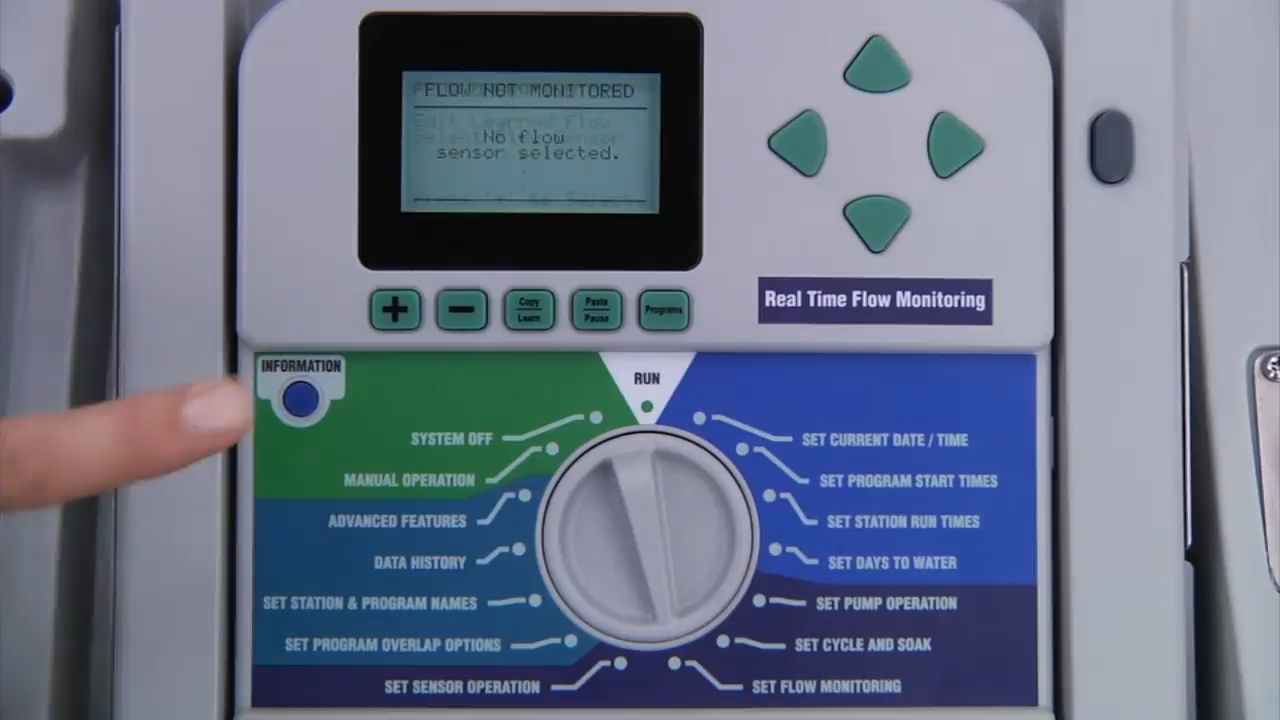 FLOW NOT MONITORED
Edit Learned Flow
No flow
sensor selected.
+
−
Copy
Learn
Paste
Pause
Programs
Real Time Flow Monitoring
INFORMATION
RUN
SYSTEM OFF
MANUAL OPERATION
ADVANCED FEATURES
DATA HISTORY
SET STATION & PROGRAM NAMES
SET PROGRAM OVERLAP OPTIONS
SET SENSOR OPERATION
SET CURRENT DATE / TIME
SET PROGRAM START TIMES
SET STATION RUN TIMES
SET DAYS TO WATER
SET PUMP OPERATION
SET CYCLE AND SOAK
SET FLOW MONITORING